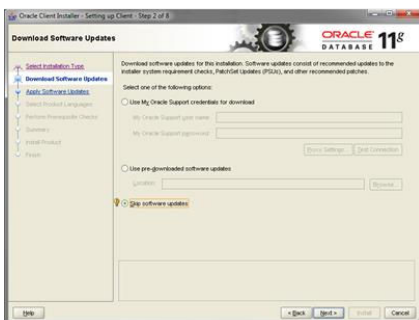 Oracle Client Installer - Setting up Client - Step 2 of 8
Download Software Updates
ORACLE
DATABASE 11g
Select Installation Type
Download Software Updates
Apply Software Updates
Select Product Languages
Perform Prerequisite Checks
Summary
Install Product
Finish
Download software updates for this installation. Software updates consist of recommended updates to the
installer system requirement checks, PatchSet Updates (PSUs), and other recommended patches.
Select one of the following options:
Use My Oracle Support credentials for download
My Oracle Support user name:
My Oracle Support password:
Proxy Settings... Test Connection
Use pre-downloaded software updates
Location: Browse...
Skip software updates
Help
< Back Next > Install Cancel